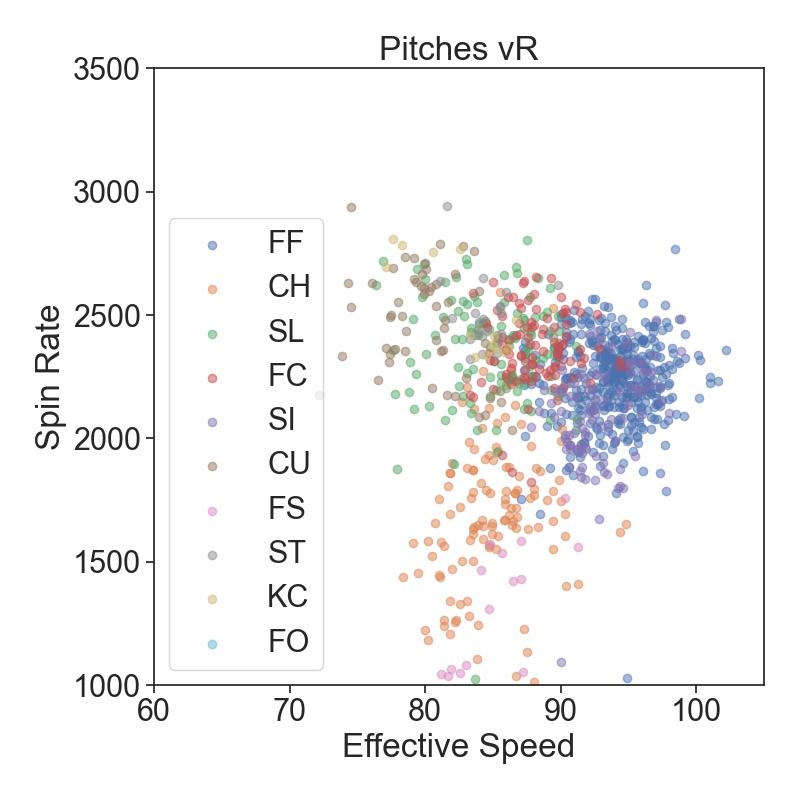 Pitches vR
3500
3000
2500
2000
1500
1000
Spin Rate
FF
CH
SL
FC
SI
CU
FS
ST
KC
FO
60
70
80
90
100
Effective Speed